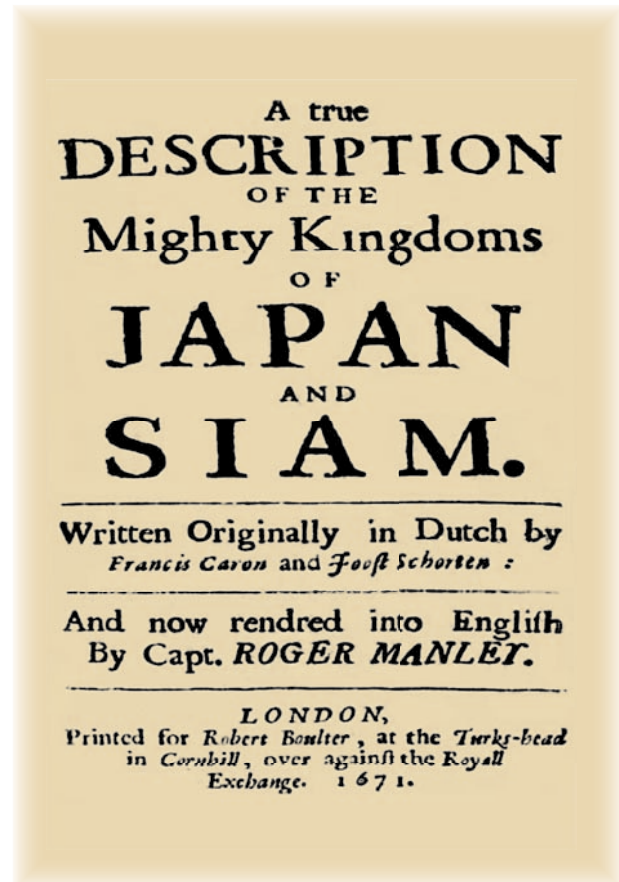 A true
DESCRIPTION
OF THE
Mighty Kingdoms
OF
JAPAN
AND
SIAM.
Written Originally in Dutch by
Francis Caron and Jooſt Schorten :
And now rendred into Engliſh
By Capt. ROGER MANLEY.
LONDON,
Printed for Robert Boulter, at the Turks-head
in Cornhill, over againſt the Royall
Exchange. 1671.